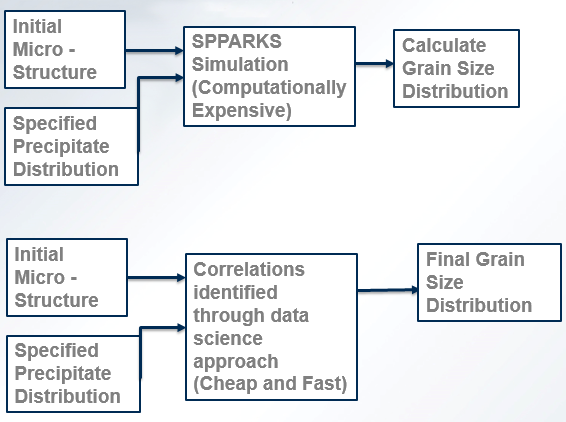 Initial
Micro -
Structure
SPPARKS
Simulation
(Computationally
Expensive)
Calculate
Grain Size
Distribution
Specified
Precipitate
Distribution
Initial
Micro -
Structure
Correlations
identified
through data
science
approach
(Cheap and Fast)
Final Grain
Size
Distribution
Specified
Precipitate
Distribution